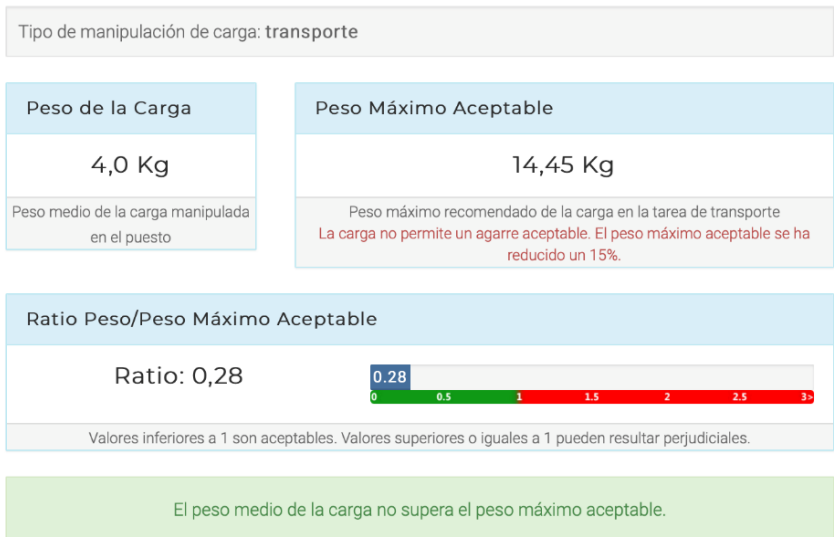 Tipo de manipulación de carga: transporte
Peso de la Carga
4,0 Kg
Peso medio de la carga manipulada
en el puesto
Peso Máximo Aceptable
14,45 Kg
Peso máximo recomendado de la carga en la tarea de transporte
La carga no permite un agarre aceptable. El peso máximo aceptable se ha
reducido un 15%.
Ratio Peso/Peso Máximo Aceptable
Ratio: 0,28
0.28
0 0.5 1 1.5 2 2.5 3>
Valores inferiores a 1 son aceptables. Valores superiores o iguales a 1 pueden resultar perjudiciales.
El peso medio de la carga no supera el peso máximo aceptable.